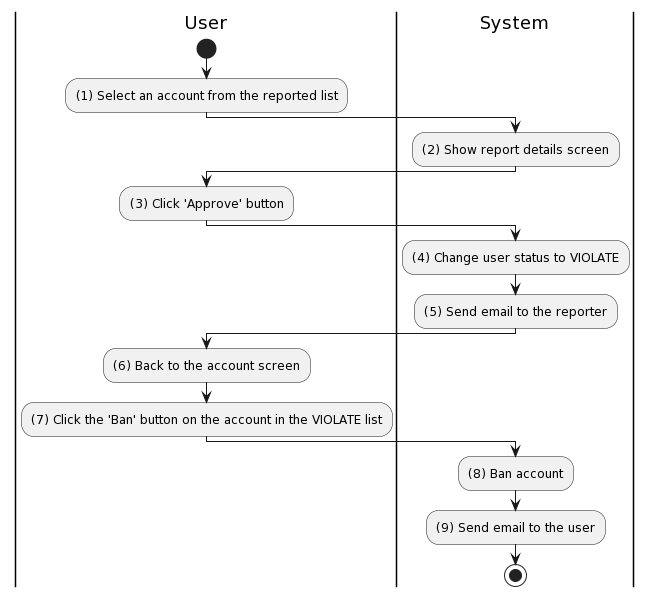 User
System
(1) Select an account from the reported list
(2) Show report details screen
(3) Click 'Approve' button
(4) Change user status to VIOLATE
(5) Send email to the reporter
(6) Back to the account screen
(7) Click the 'Ban' button on the account in the VIOLATE list
(8) Ban account
(9) Send email to the user